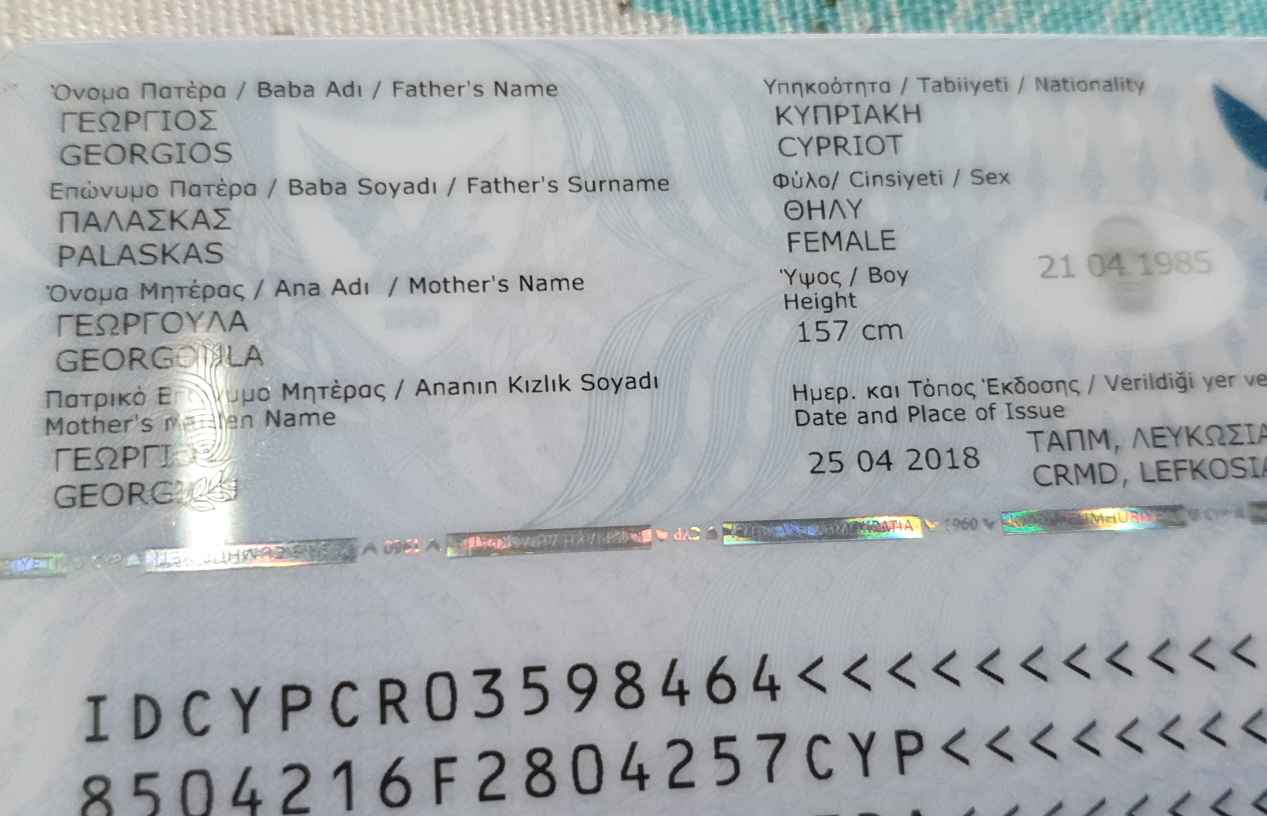 Όνομα Πατέρα / Baba Adı / Father's Name
ΓΕΩΡΓΙΟΣ
GEORGIOS
Επώνυμο Πατέρα / Baba Soyadı / Father's Surname
ΠΑΛΑΣΚΑΣ
PALASKAS
Όνομα Μητέρας / Ana Adı / Mother's Name
ΓΕΩΡΓΟΥΛΑ
GEORGOULA
Πατρικό Επώνυμο Μητέρας / Ananın Kızlık Soyadı
Mother's maiden Name
Υπηκοότητα / Tabiiyeti / Nationality
ΚΥΠΡΙΑΚΗ
CYPRIOT
Φύλο/ Cinsiyeti / Sex
ΘΗΛΥ
FEMALE
21 04 1985
Ύψος / Boy
Height
157 cm
Ημερ. και Τόπος Έκδοσης / Verildiği yer ve
Date and Place of Issue
25 04 2018
ΤΑΠΜ, ΛΕΥΚΩΣΙΑ
CRMD, LEFKOSIA
IDCYPCR03598464<<<<<<<<<<<
8504216F2804257CYP<<<<<<<<